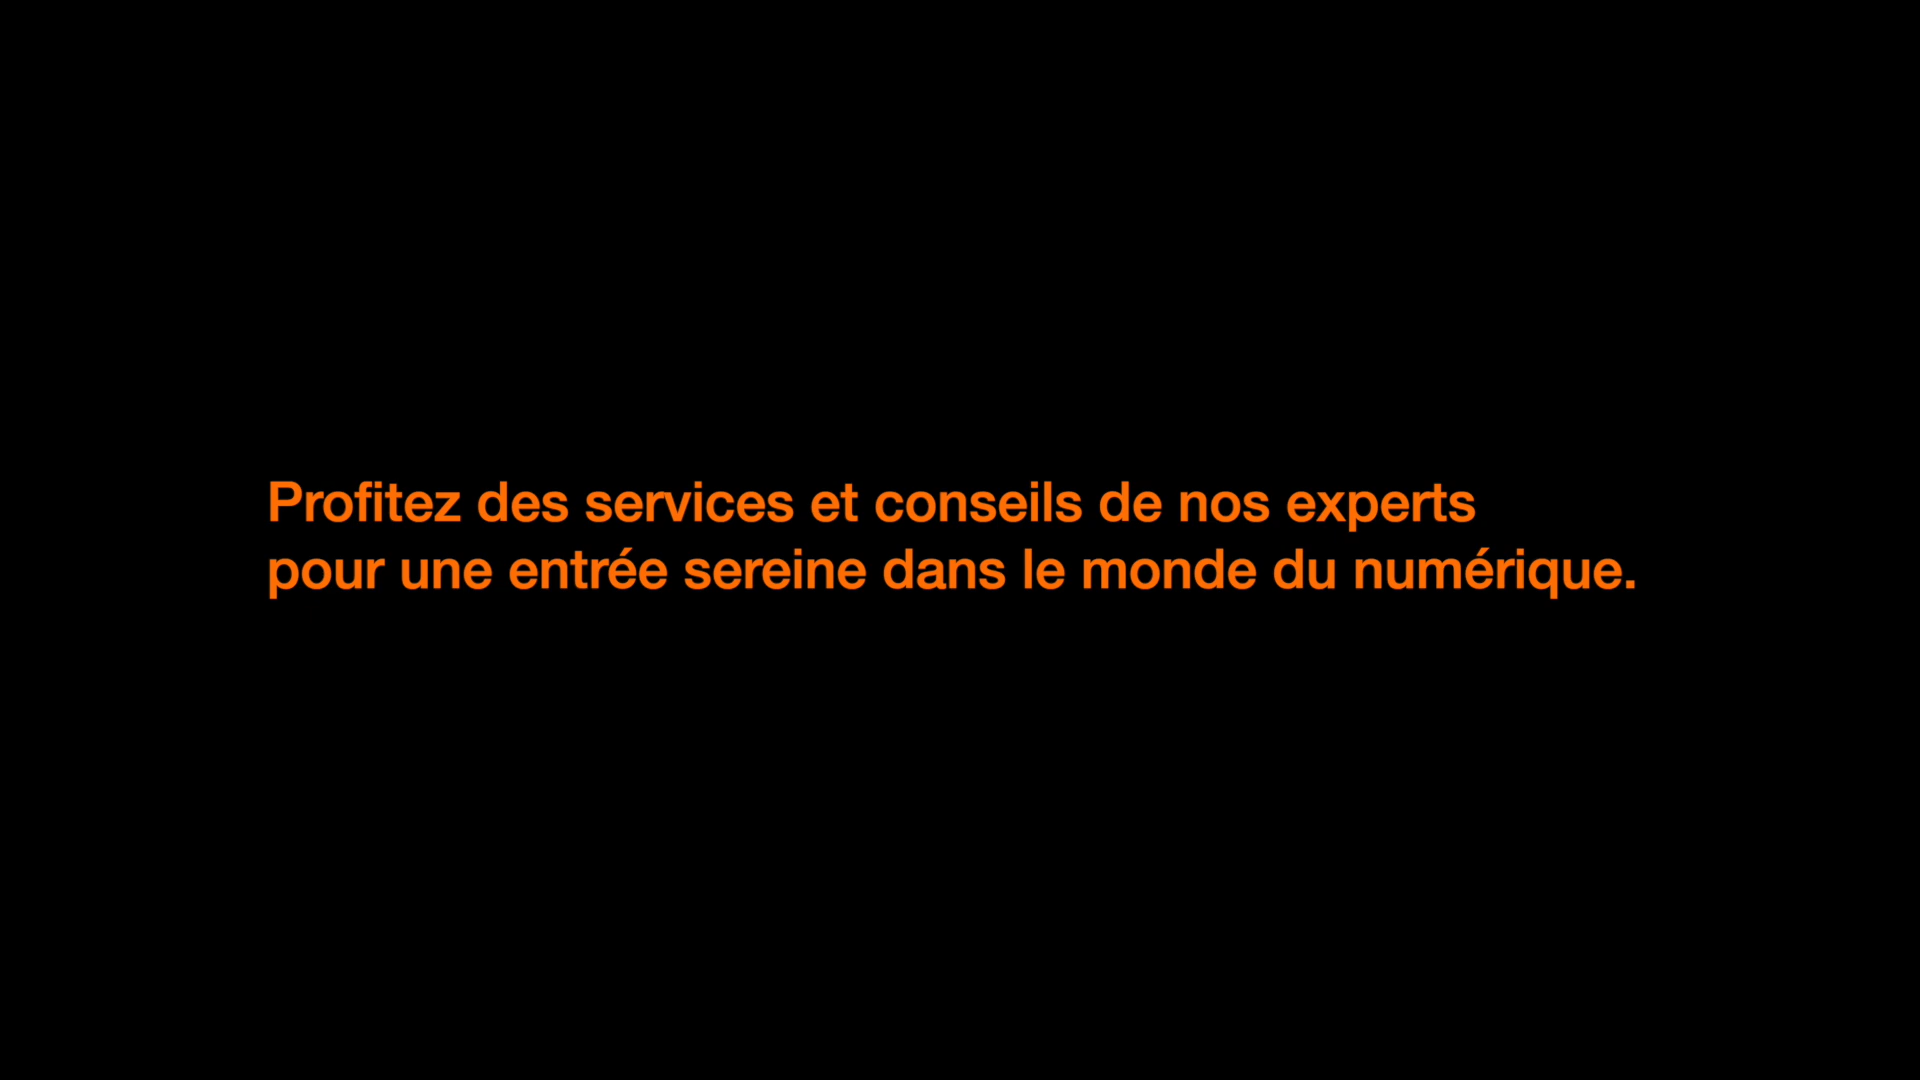 Profitez des services et conseils de nos experts
pour une entrée sereine dans le monde du numérique.